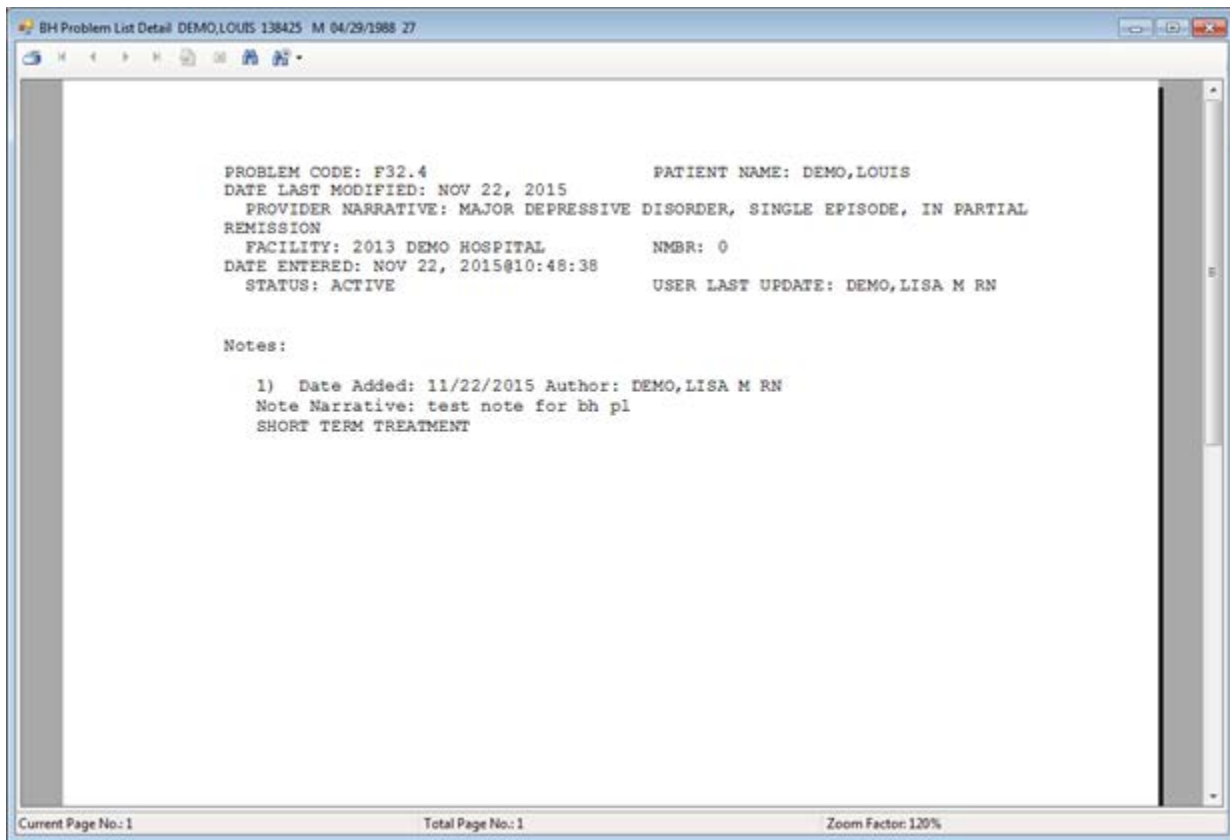 BH Problem List Detail DEMO,LOUIS 138425 M 04/29/1988 27
PROBLEM CODE: F32.4 PATIENT NAME: DEMO,LOUIS
DATE LAST MODIFIED: NOV 22, 2015
PROVIDER NARRATIVE: MAJOR DEPRESSIVE DISORDER, SINGLE EPISODE, IN PARTIAL
REMISSION
FACILITY: 2013 DEMO HOSPITAL NMBR: 0
DATE ENTERED: NOV 22, 2015@10:48:38
STATUS: ACTIVE USER LAST UPDATE: DEMO,LISA M RN
Notes:
1) Date Added: 11/22/2015 Author: DEMO,LISA M RN
Note Narrative: test note for bh pl
SHORT TERM TREATMENT
Current Page No.: 1 Total Page No.: 1 Zoom Factor: 120%